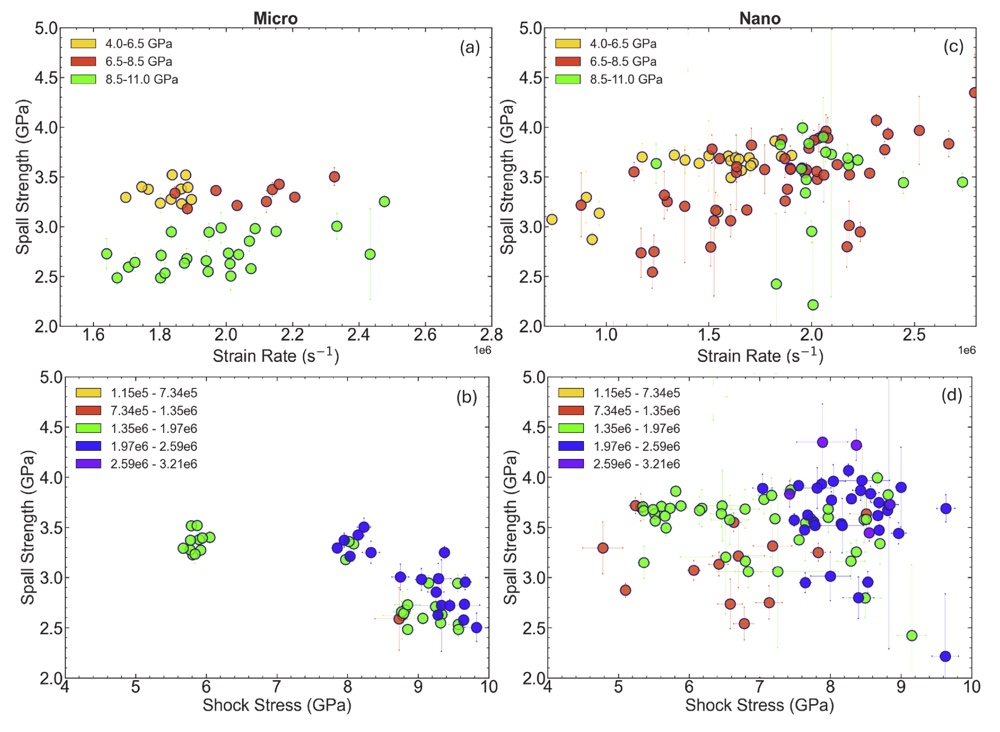 Micro
Nano
(a)
4.0-6.5 GPa
6.5-8.5 GPa
8.5-11.0 GPa
5.0
4.5
4.0
3.5
3.0
2.5
2.0
Spall Strength (GPa)
1.6 1.8 2.0 2.2 2.4 2.6 2.8
Strain Rate (s⁻¹)
1e6
(c)
4.0-6.5 GPa
6.5-8.5 GPa
8.5-11.0 GPa
5.0
4.5
4.0
3.5
3.0
2.5
2.0
Spall Strength (GPa)
1.0 1.5 2.0 2.5
Strain Rate (s⁻¹)
1e6
(b)
1.15e5 - 7.34e5
7.34e5 - 1.35e6
1.35e6 - 1.97e6
1.97e6 - 2.59e6
2.59e6 - 3.21e6
5.0
4.5
4.0
3.5
3.0
2.5
2.0
Spall Strength (GPa)
4 5 6 7 8 9 10
Shock Stress (GPa)
(d)
1.15e5 - 7.34e5
7.34e5 - 1.35e6
1.35e6 - 1.97e6
1.97e6 - 2.59e6
2.59e6 - 3.21e6
5.0
4.5
4.0
3.5
3.0
2.5
2.0
Spall Strength (GPa)
4 5 6 7 8 9 10
Shock Stress (GPa)